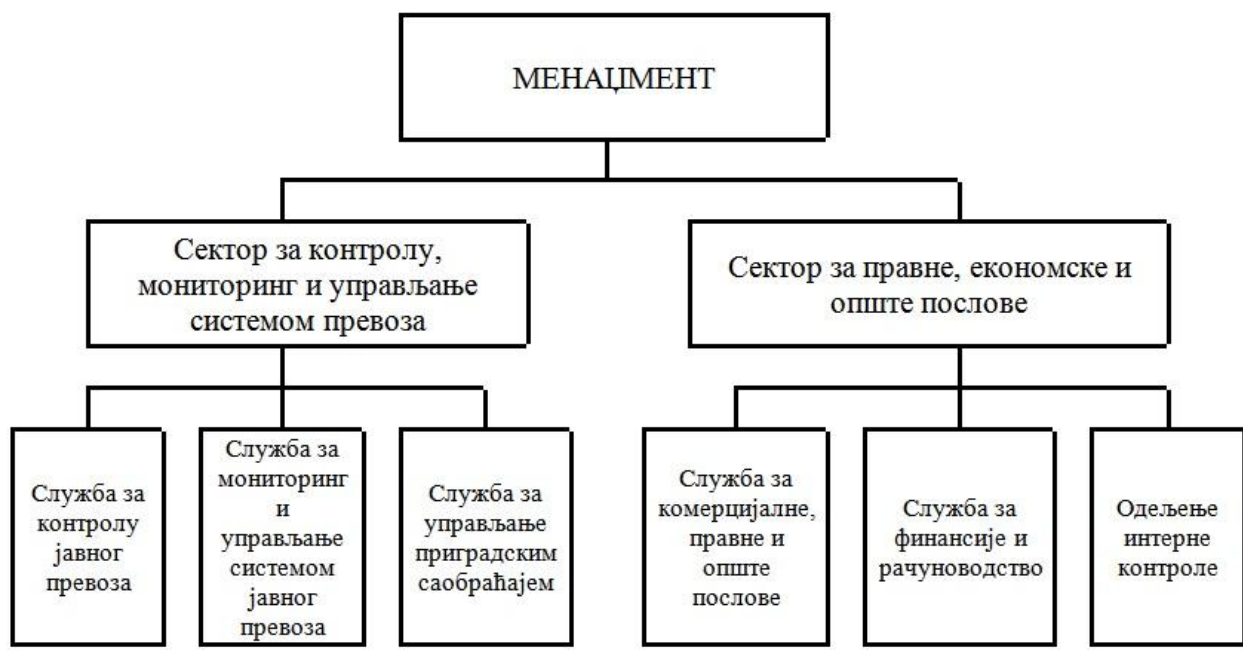 МЕНАЏМЕНТ
Сектор за контролу,
мониторинг и управљање
системом превоза
Сектор за правне, економске и
опште послове
Служба за
контролу
јавног
превоза
Служба за
мониторинг
и
управљање
системом
јавног
превоза
Служба за
управљање
приградским
саобраћајем
Служба за
комерцијалне,
правне и
опште
послове
Служба за
финансије и
рачуноводство
Одељење
интерне
контроле